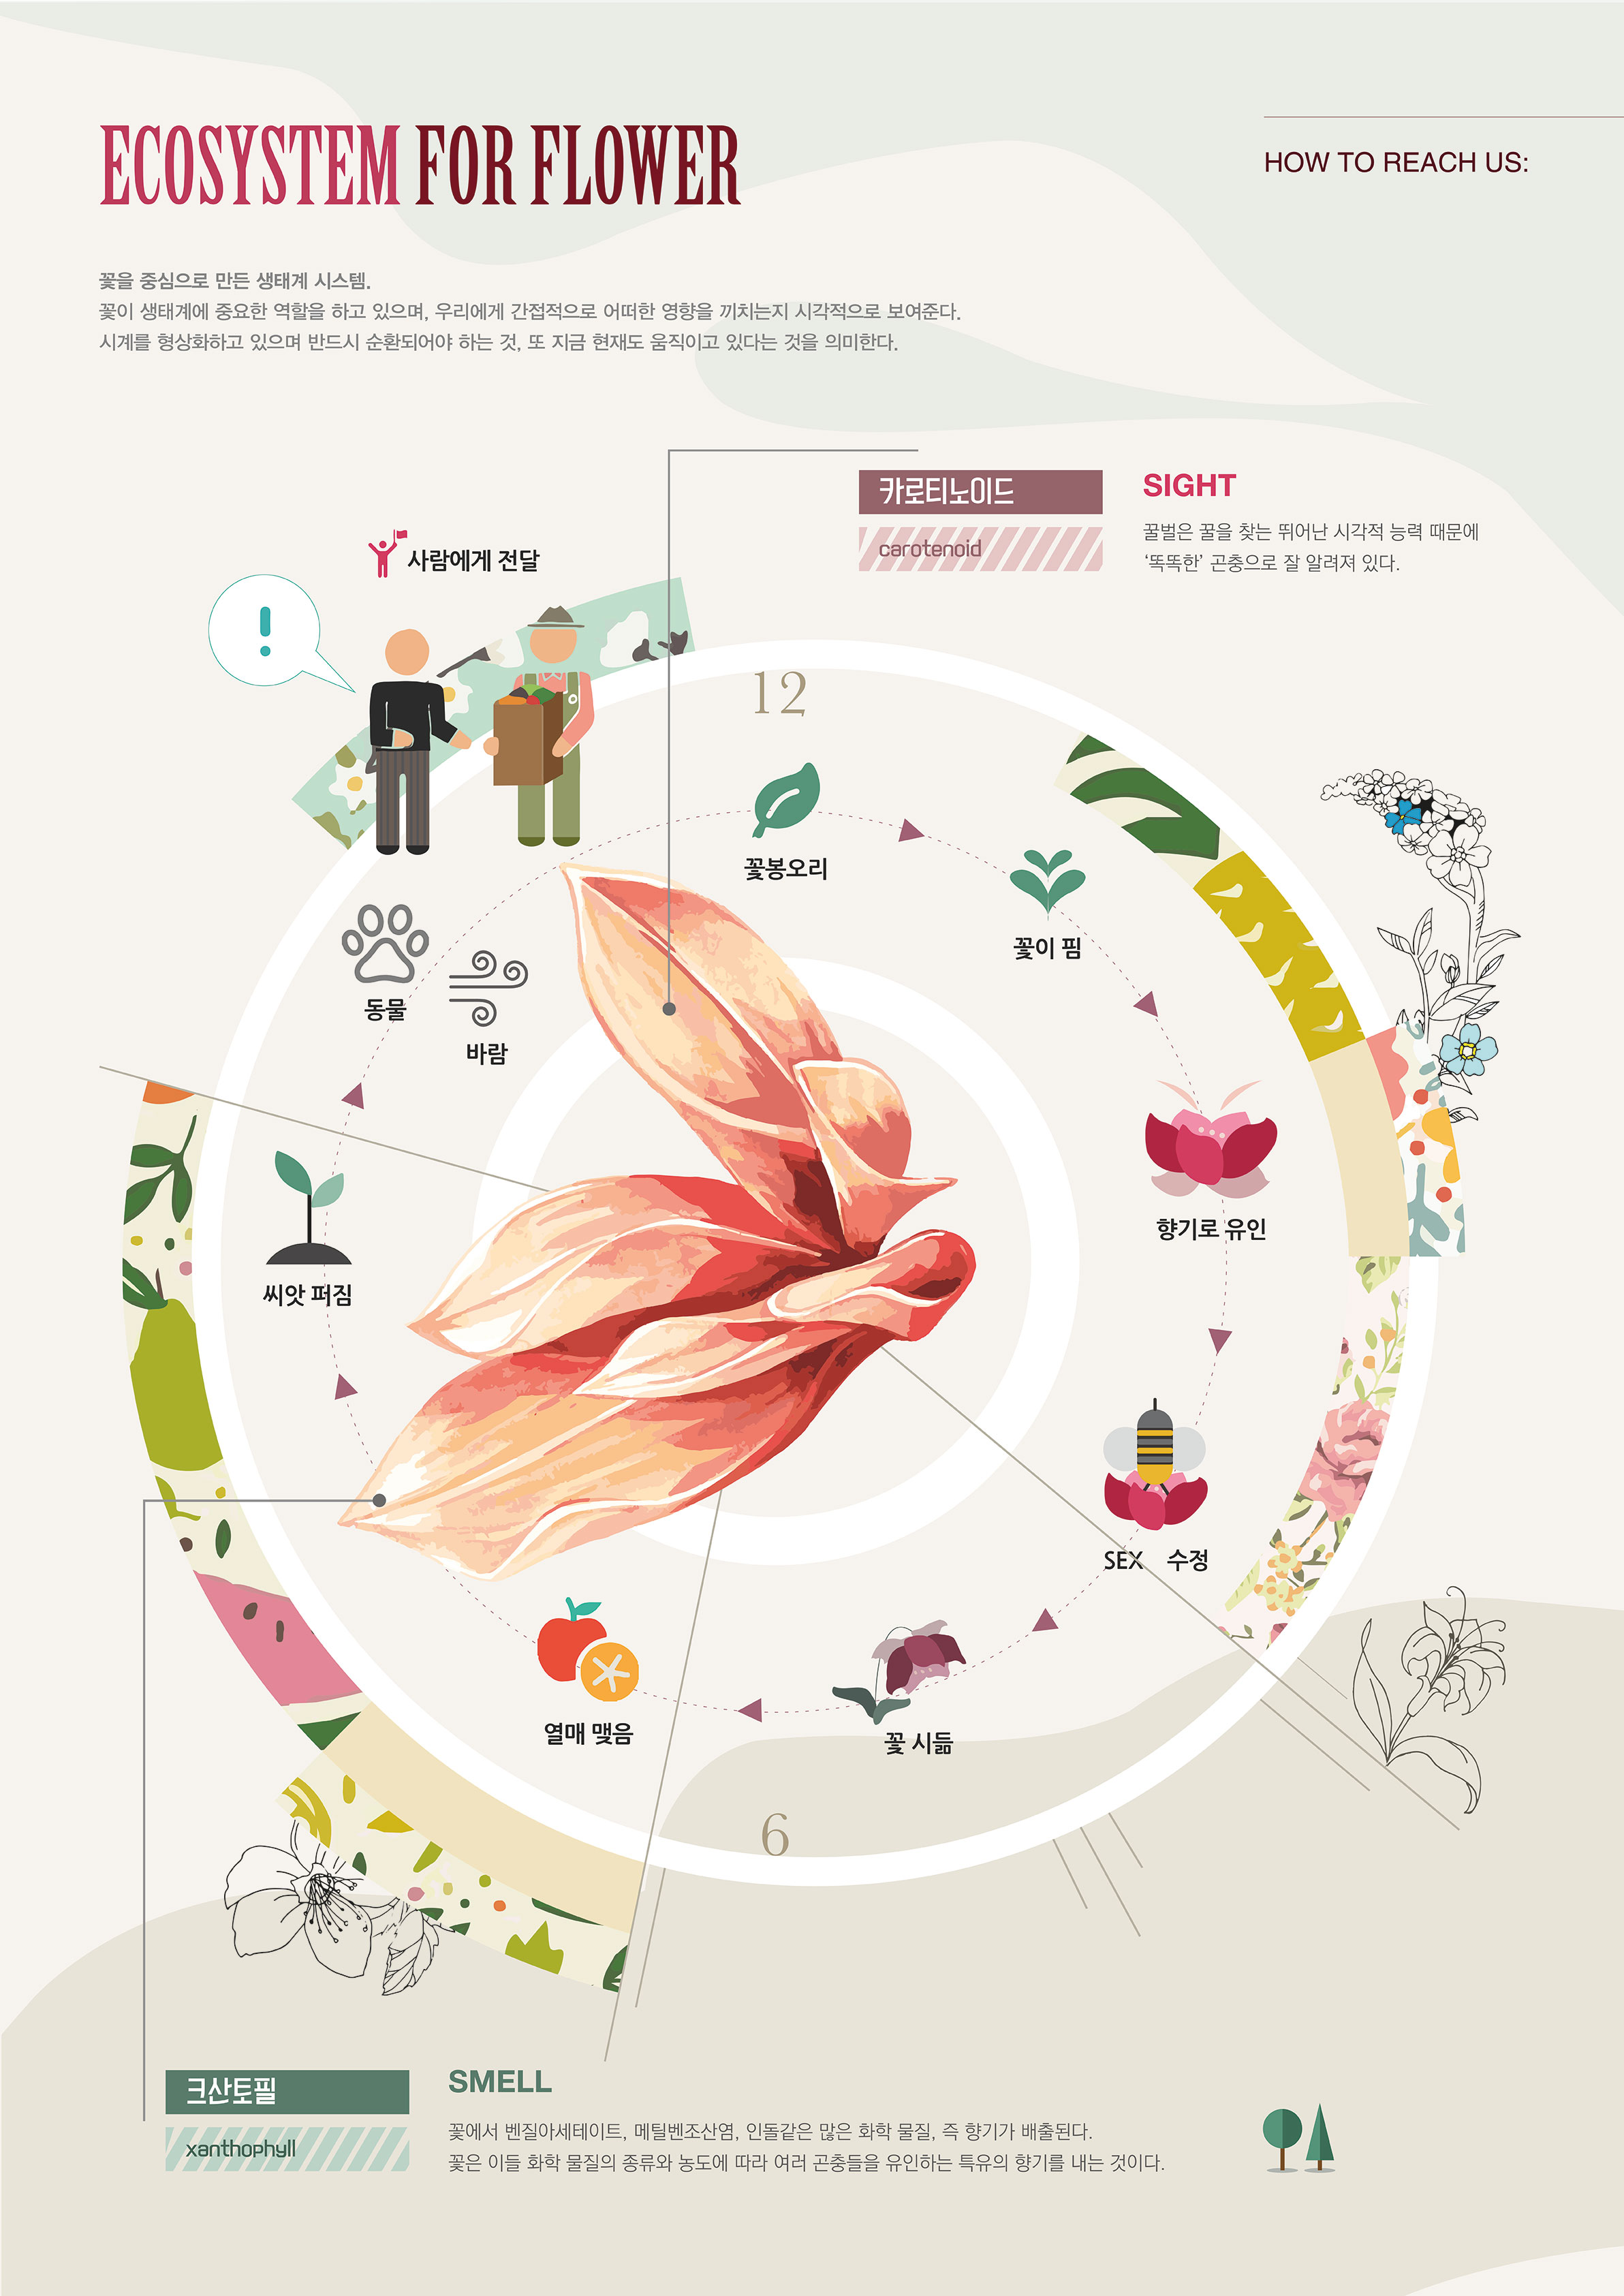 ECOSYSTEM FOR FLOWER
HOW TO REACH US:
꽃을 중심으로 만든 생태계 시스템.
꽃이 생태계에 중요한 역할을 하고 있으며, 우리에게 간접적으로 어떠한 영향을 끼치는지 시각적으로 보여준다.
시계를 형상화하고 있으며 반드시 순환되어야 하는 것, 또 지금 현재도 움직이고 있다는 것을 의미한다.
카로티노이드
carotenoid
SIGHT
꿀벌은 꿀을 찾는 뛰어난 시각적 능력 때문에
‘똑똑한’ 곤충으로 잘 알려져 있다.
사람에게 전달
!
12
꽃봉오리
꽃이 핌
동물
바람
향기로 유인
씨앗 퍼짐
SEX 수정
열매 맺음
꽃 시듦
6
크산토필
xanthophyll
SMELL
꽃에서 벤질아세테이트, 메틸벤조산염, 인돌같은 많은 화학 물질, 즉 향기가 배출된다.
꽃은 이들 화학 물질의 종류와 농도에 따라 여러 곤충들을 유인하는 특유의 향기를 내는 것이다.